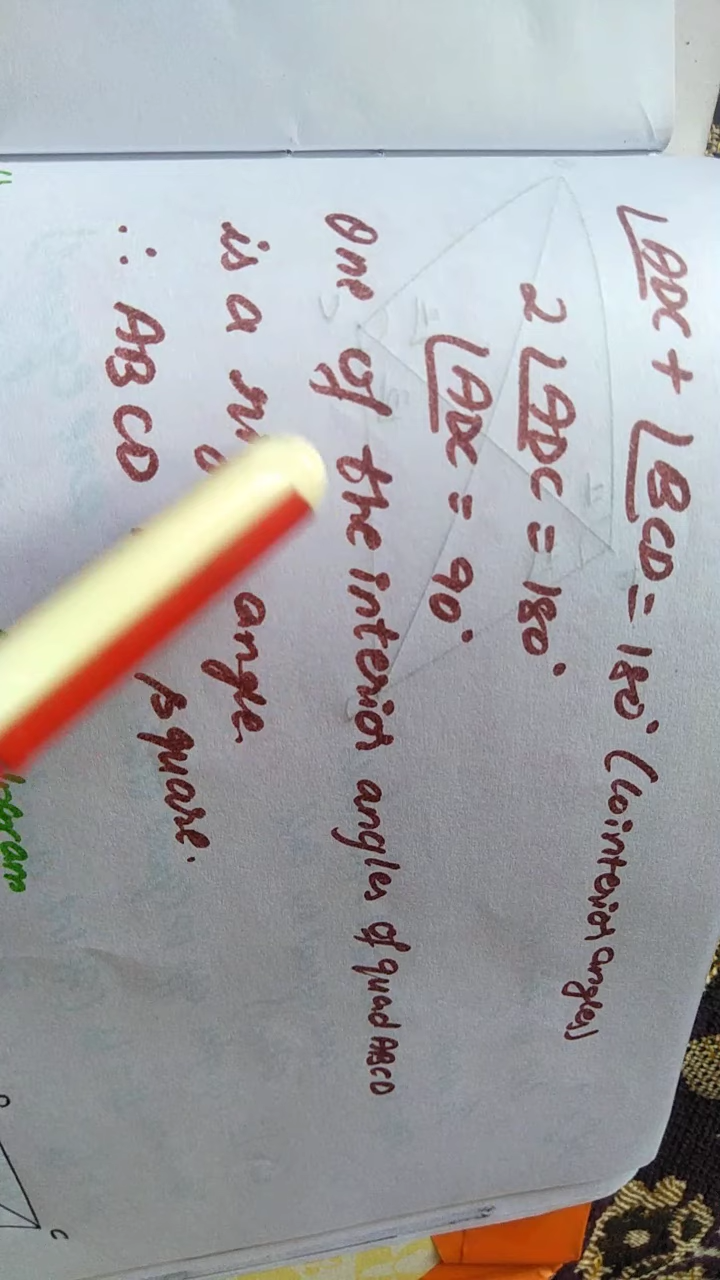 ∠ADC + ∠BCD = 180° (Cointerior angles)
2∠ADC = 180°
∠ADC = 90°
One of the interior angles of quad ABCD
is a angle
∴ ABCD square.
C